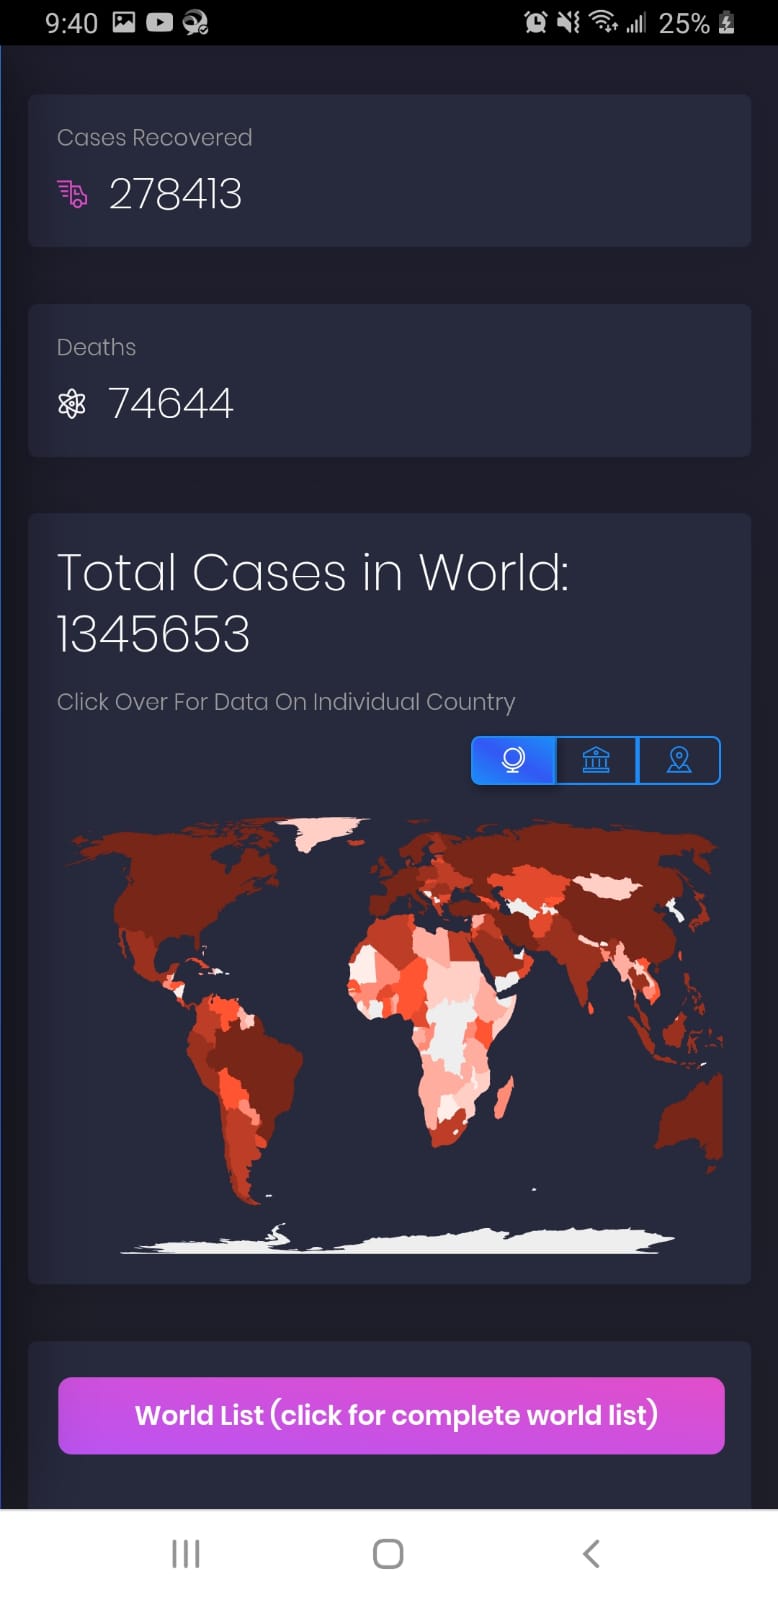 9:40
25%
Cases Recovered
278413
Deaths
74644
Total Cases in World:
1345653
Click Over For Data On Individual Country
World List (click for complete world list)